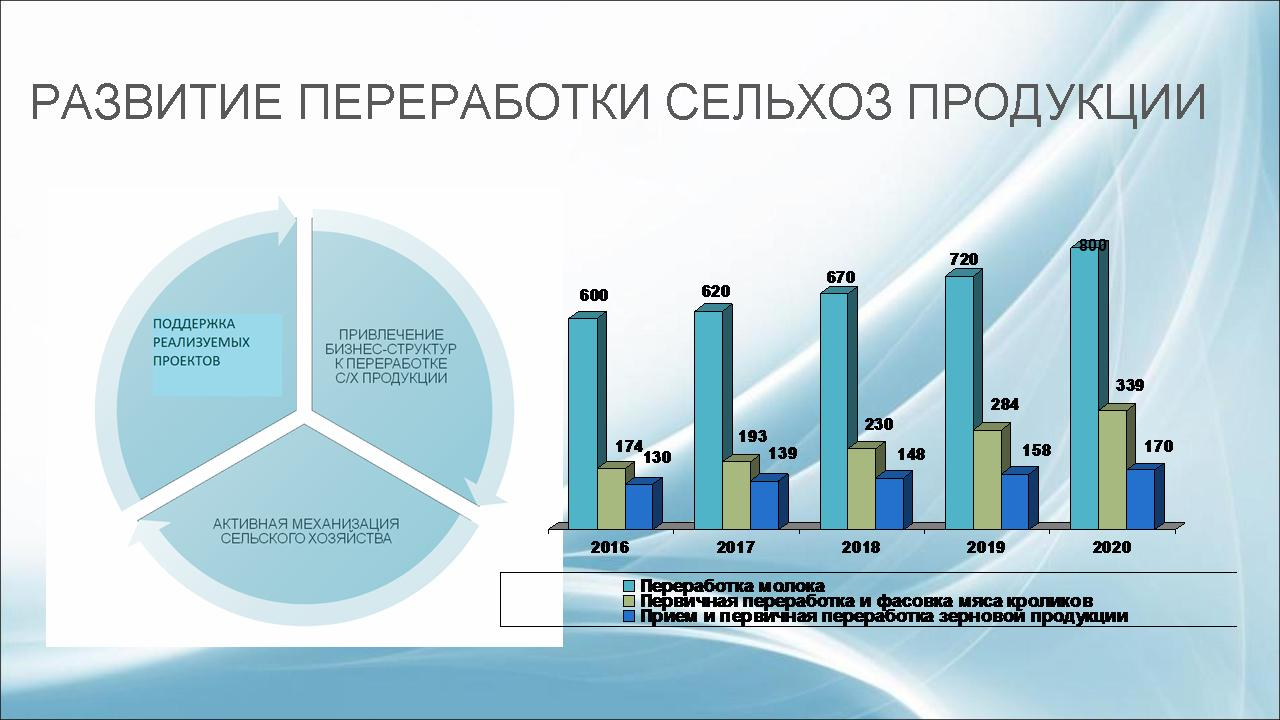 РАЗВИТИЕ ПЕРЕРАБОТКИ СЕЛЬХОЗ ПРОДУКЦИИ
ПОДДЕРЖКА
РЕАЛИЗУЕМЫХ
ПРОЕКТОВ
ПРИВЛЕЧЕНИЕ
БИЗНЕС-СТРУКТУР
К ПЕРЕРАБОТКЕ
С/Х ПРОДУКЦИИ
АКТИВНАЯ МЕХАНИЗАЦИЯ
СЕЛЬСКОГО ХОЗЯЙСТВА
600
174
130
620
193
139
670
230
148
720
284
158
800
339
170
2016 2017 2018 2019 2020
Переработка молока
Первичная переработка и фасовка мяса кроликов
Прием и первичная переработка зерновой продукции